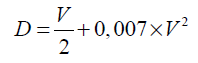 D = V/2 + 0,007 × V²